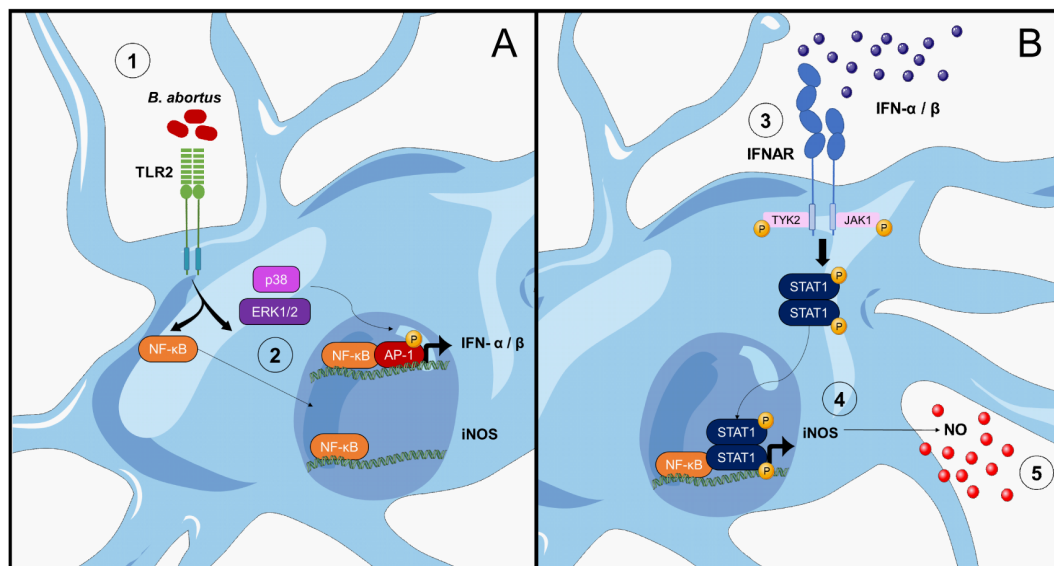 A
1
B. abortus
TLR2
p38
ERK1/2
2
NF-κB
P
NF-κB
AP-1
IFN- α / β
iNOS
NF-κB
B
IFN-α / β
3
IFNAR
TYK2
JAK1
P
P
P
STAT1
STAT1
P
4
P
STAT1
iNOS
NO
STAT1
NF-κB
P
5